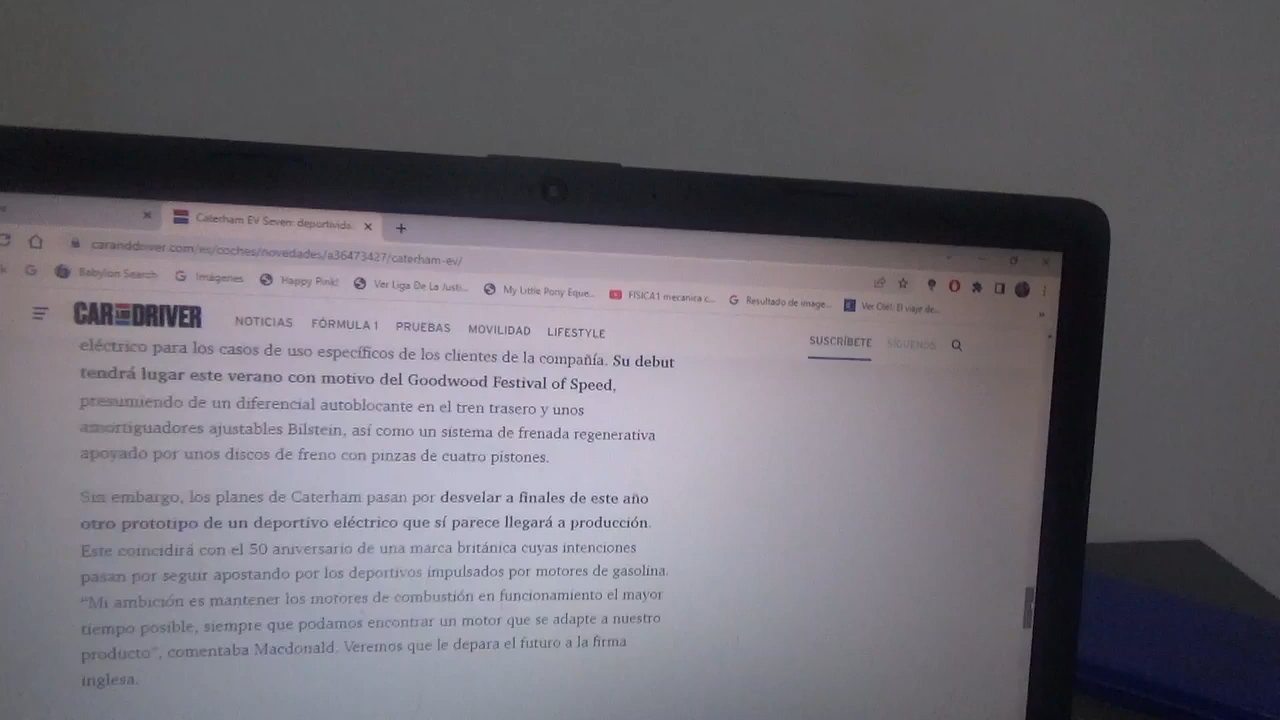 Caterham EV Seven: deportivida
caranddriver.com/es/coches/novedades/a36473427/caterham-ev/
Babylon Search Imágenes Happy Pink! Ver Liga De La Justi... My Little Pony Eque... FISICA1 mecanica c... Resultado de image... Ver Olé!: El viaje de...
CAR AND DRIVER NOTICIAS FÓRMULA 1 PRUEBAS MOVILIDAD LIFESTYLE SUSCRÍBETE SÍGUENOS
eléctrico para los casos de uso específicos de los clientes de la compañía. Su debut
tendrá lugar este verano con motivo del Goodwood Festival of Speed,
presumiendo de un diferencial autoblocante en el tren trasero y unos
amortiguadores ajustables Bilstein, así como un sistema de frenada regenerativa
apoyado por unos discos de freno con pinzas de cuatro pistones.
Sin embargo, los planes de Caterham pasan por desvelar a finales de este año
otro prototipo de un deportivo eléctrico que sí parece llegará a producción.
Este coincidirá con el 50 aniversario de una marca británica cuyas intenciones
pasan por seguir apostando por los deportivos impulsados por motores de gasolina.
“Mi ambición es mantener los motores de combustión en funcionamiento el mayor
tiempo posible, siempre que podamos encontrar un motor que se adapte a nuestro
producto”, comentaba Macdonald. Veremos que le depara el futuro a la firma
inglesa.